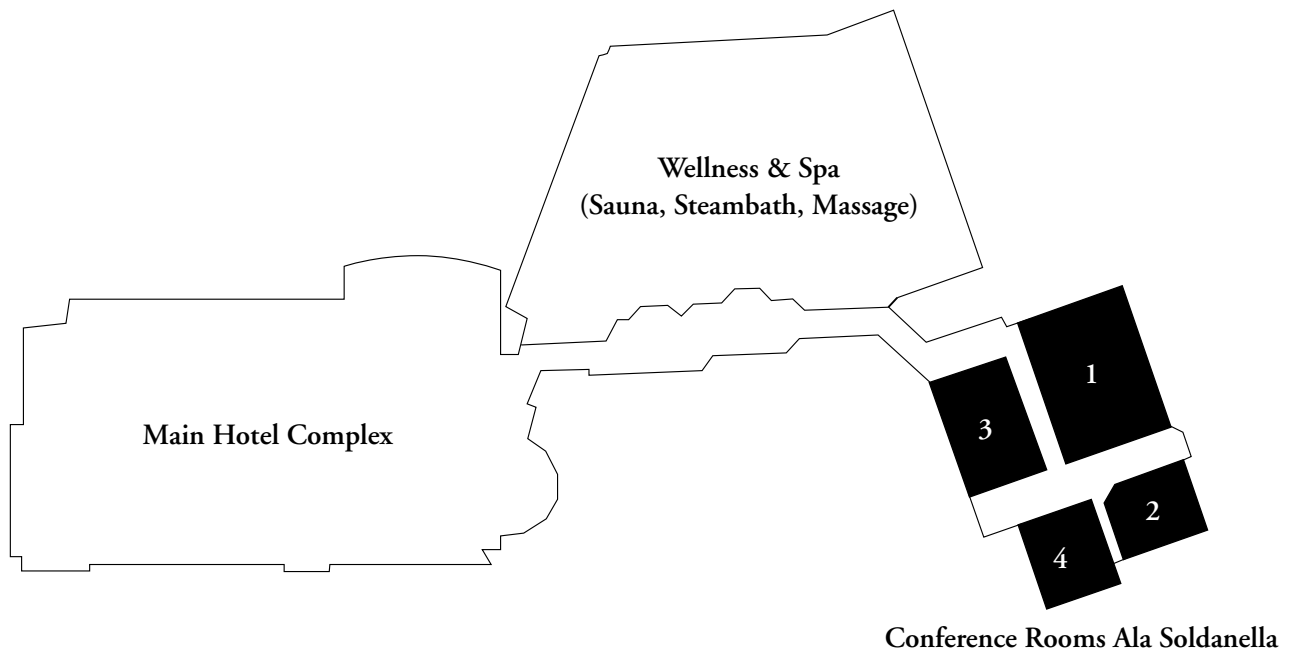 Wellness & Spa
(Sauna, Steambath, Massage)
Main Hotel Complex
1
3
2
4
Conference Rooms Ala Soldanella